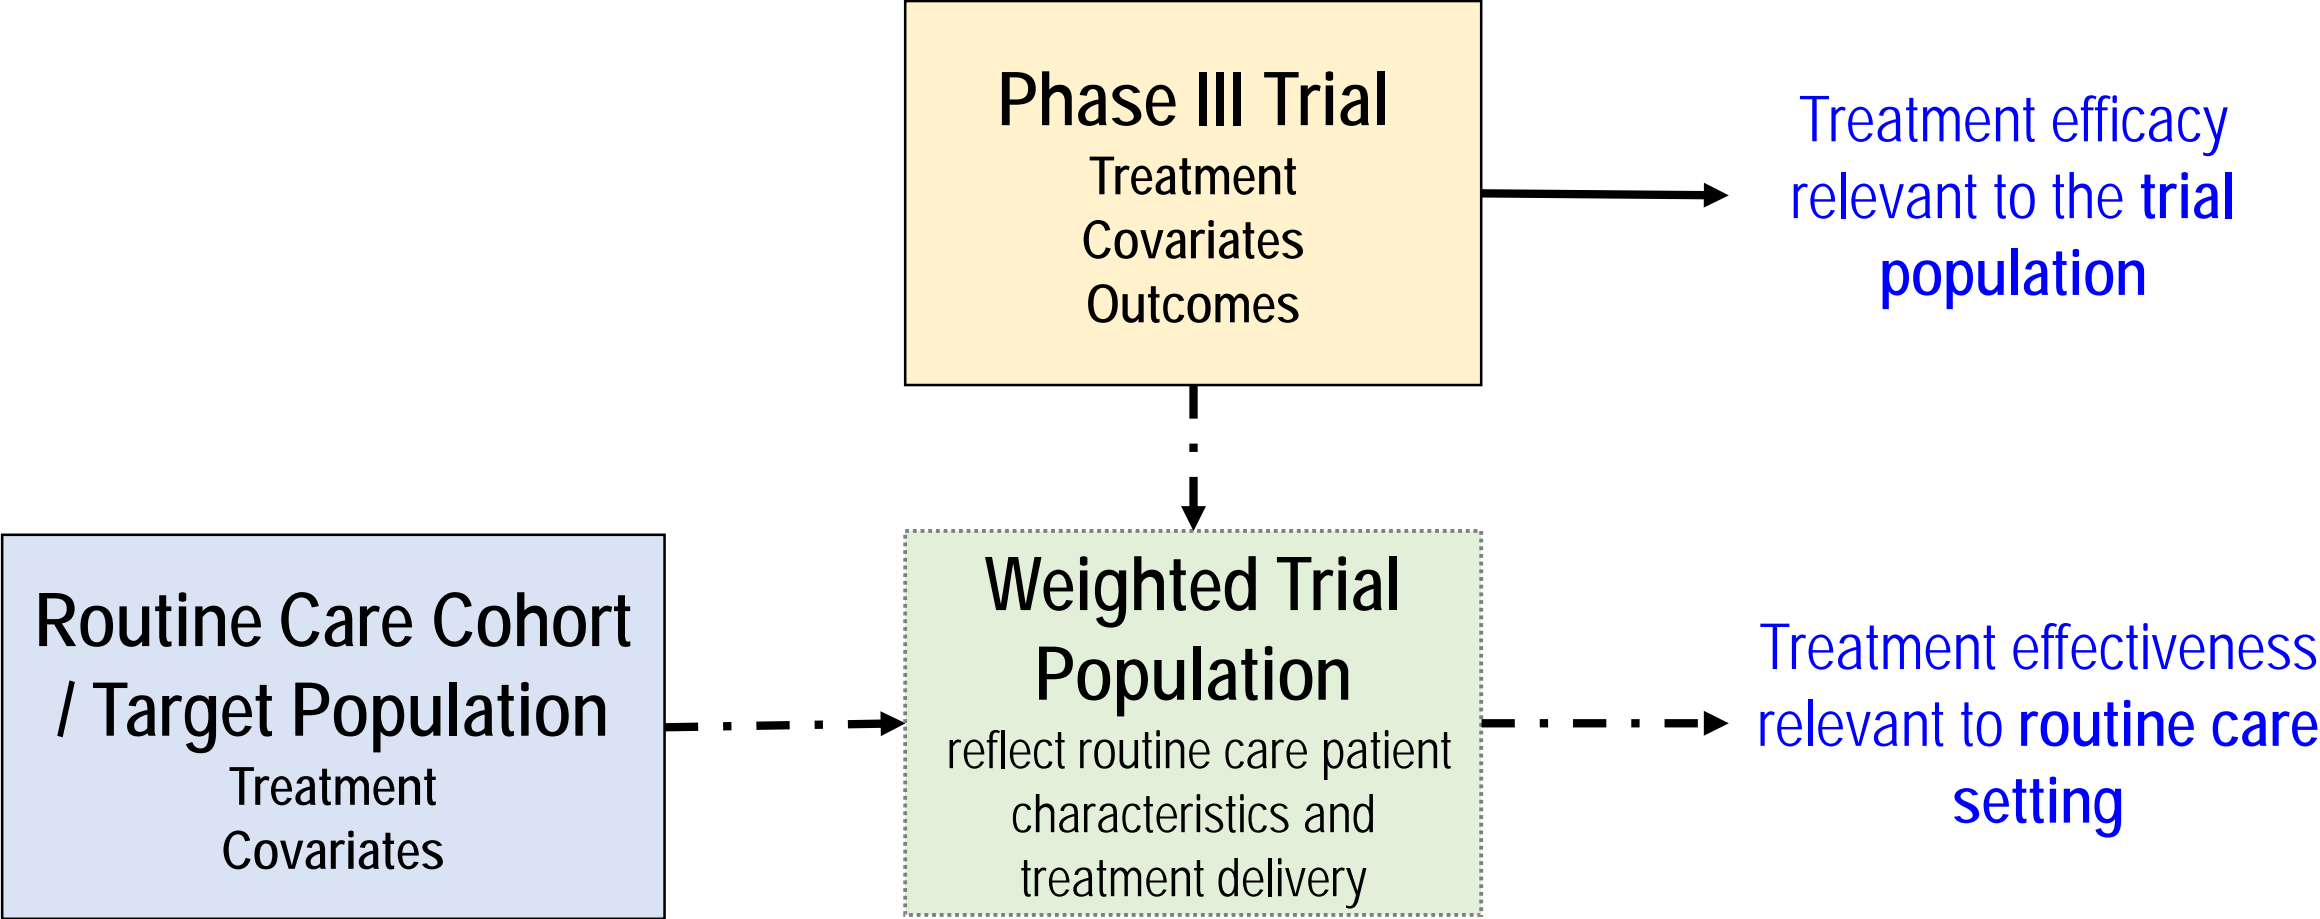 Phase III Trial
Treatment
Covariates
Outcomes
Treatment efficacy
relevant to the trial
population
Routine Care Cohort
/ Target Population
Treatment
Covariates
Weighted Trial
Population
reflect routine care patient
characteristics and
treatment delivery
Treatment effectiveness
relevant to routine care
setting